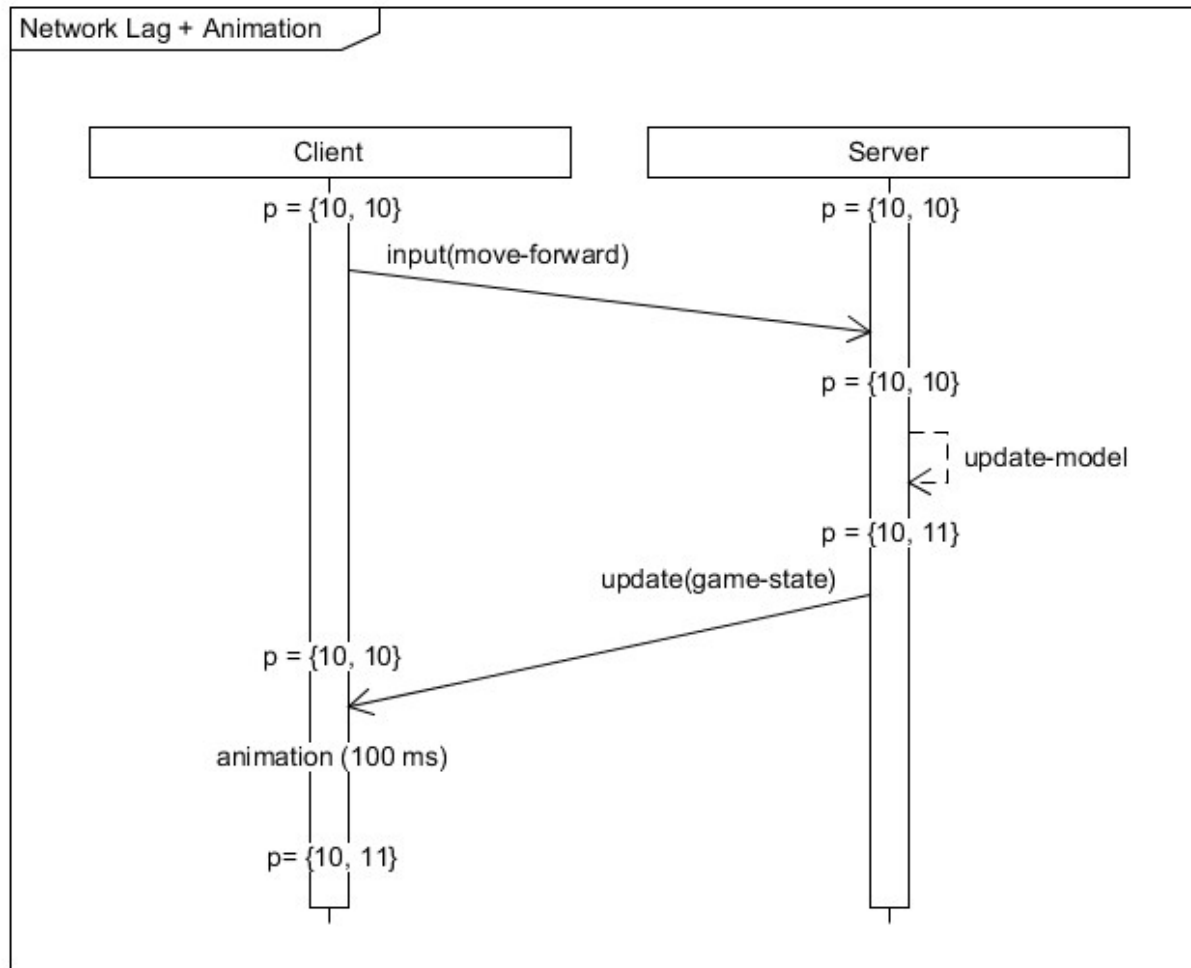 Network Lag + Animation
Client
Server
p = {10, 10}
p = {10, 10}
input(move-forward)
p = {10, 10}
update-model
p = {10, 11}
update(game-state)
p = {10, 10}
animation (100 ms)
p= {10, 11}